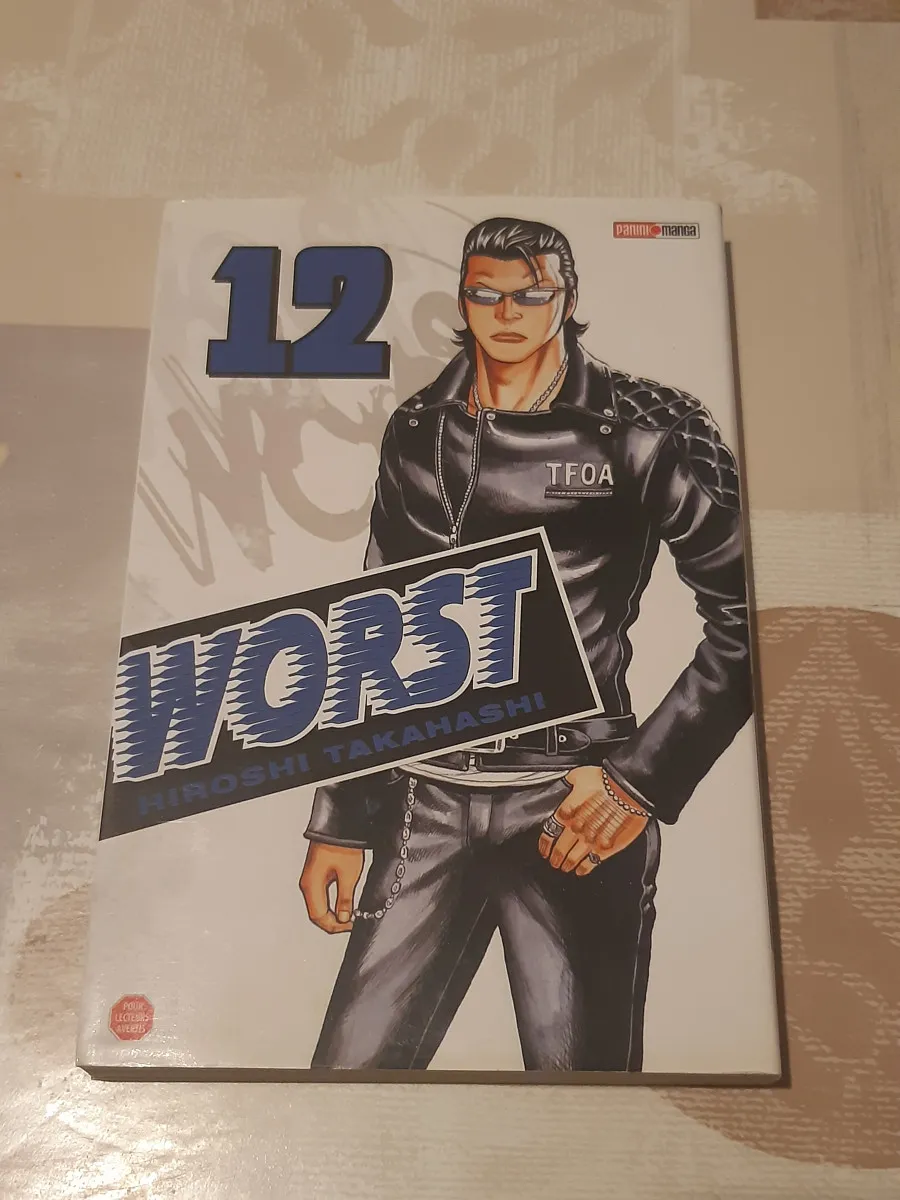 12
PANINI manga
TFOA
WORST
HIROSHI TAKAHASHI
POUR
LECTEURS
AVERTIS